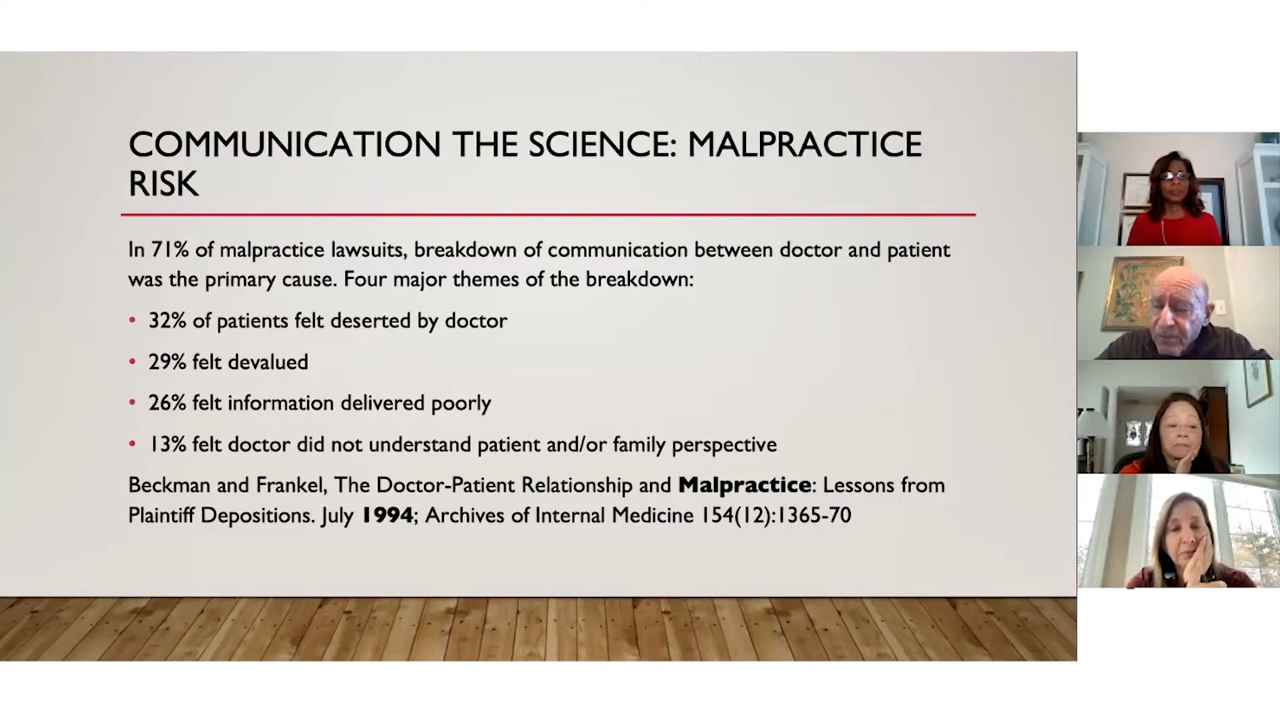 COMMUNICATION THE SCIENCE: MALPRACTICE
RISK
In 71% of malpractice lawsuits, breakdown of communication between doctor and patient
was the primary cause. Four major themes of the breakdown:
• 32% of patients felt deserted by doctor
• 29% felt devalued
• 26% felt information delivered poorly
• 13% felt doctor did not understand patient and/or family perspective
Beckman and Frankel, The Doctor-Patient Relationship and Malpractice: Lessons from
Plaintiff Depositions. July 1994; Archives of Internal Medicine 154(12):1365-70